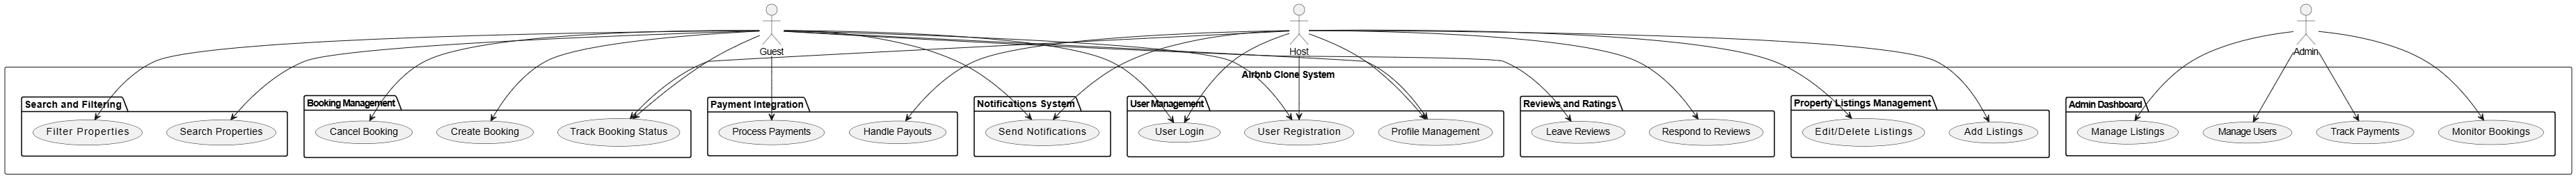 Guest
Host
Admin
Airbnb Clone System
Search and Filtering
Filter Properties
Search Properties
Booking Management
Cancel Booking
Create Booking
Track Booking Status
Payment Integration
Process Payments
Handle Payouts
Notifications System
Send Notifications
User Management
User Login
User Registration
Profile Management
Reviews and Ratings
Leave Reviews
Respond to Reviews
Property Listings Management
Edit/Delete Listings
Add Listings
Admin Dashboard
Manage Listings
Manage Users
Track Payments
Monitor Bookings